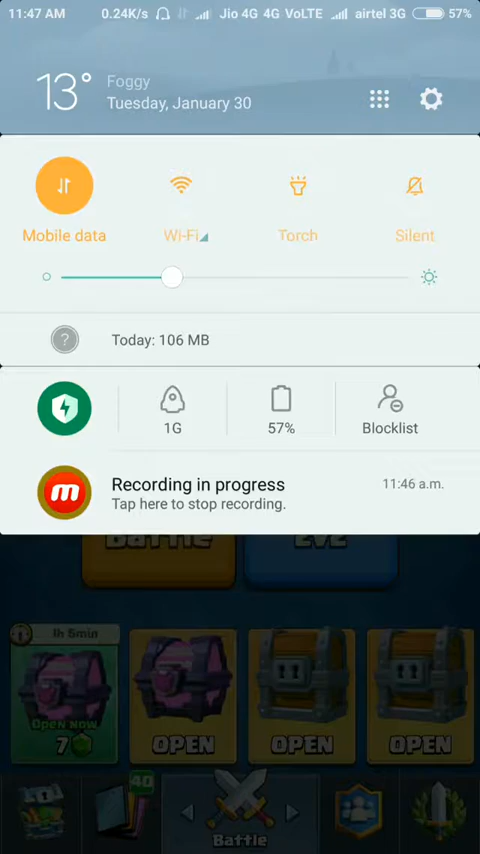 11:47 AM 0.24K/s Jio 4G 4G VoLTE airtel 3G 57%
13° Foggy
Tuesday, January 30
Mobile data Wi-Fi Torch Silent
? Today: 106 MB
1G 57% Blocklist
m Recording in progress 11:46 a.m.
Tap here to stop recording.
Battle 2v2
1h 5min
Open now
7 OPEN OPEN OPEN
40
Battle